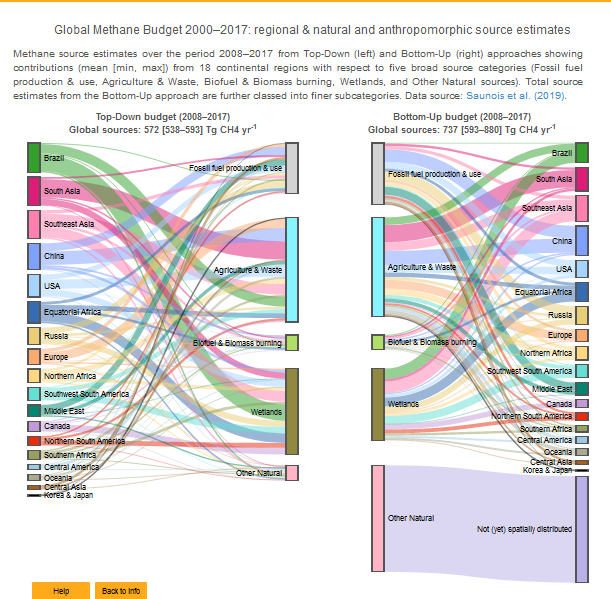 Global Methane Budget 2000–2017: regional & natural and anthropomorphic source estimates
Methane source estimates over the period 2008–2017 from Top-Down (left) and Bottom-Up (right) approaches showing
contributions (mean [min, max]) from 18 continental regions with respect to five broad source categories (Fossil fuel
production & use, Agriculture & Waste, Biofuel & Biomass burning, Wetlands, and Other Natural sources). Total source
estimates from the Bottom-Up approach are further classed into finer subcategories. Data source: Saunois et al. (2019).
Top-Down budget (2008–2017)
Global sources: 572 [538–593] Tg CH4 yr-1
Brazil
South Asia
Southeast Asia
China
USA
Equatorial Africa
Russia
Europe
Northern Africa
Southwest South America
Middle East
Canada
Northern South America
Southern Africa
Central America
Oceania
Central Asia
Korea & Japan
Fossil fuel production & use
Agriculture & Waste
Biofuel & Biomass burning
Wetlands
Other Natural
Bottom-Up budget (2008–2017)
Global sources: 737 [593–880] Tg CH4 yr-1
Fossil fuel production & use
Agriculture & Waste
Biofuel & Biomass burning
Wetlands
Other Natural
Brazil
South Asia
Southeast Asia
China
USA
Equatorial Africa
Russia
Europe
Northern Africa
Southwest South America
Middle East
Canada
Northern South America
Southern Africa
Central America
Oceania
Central Asia
Korea & Japan
Not (yet) spatially distributed
Help
Back to Info